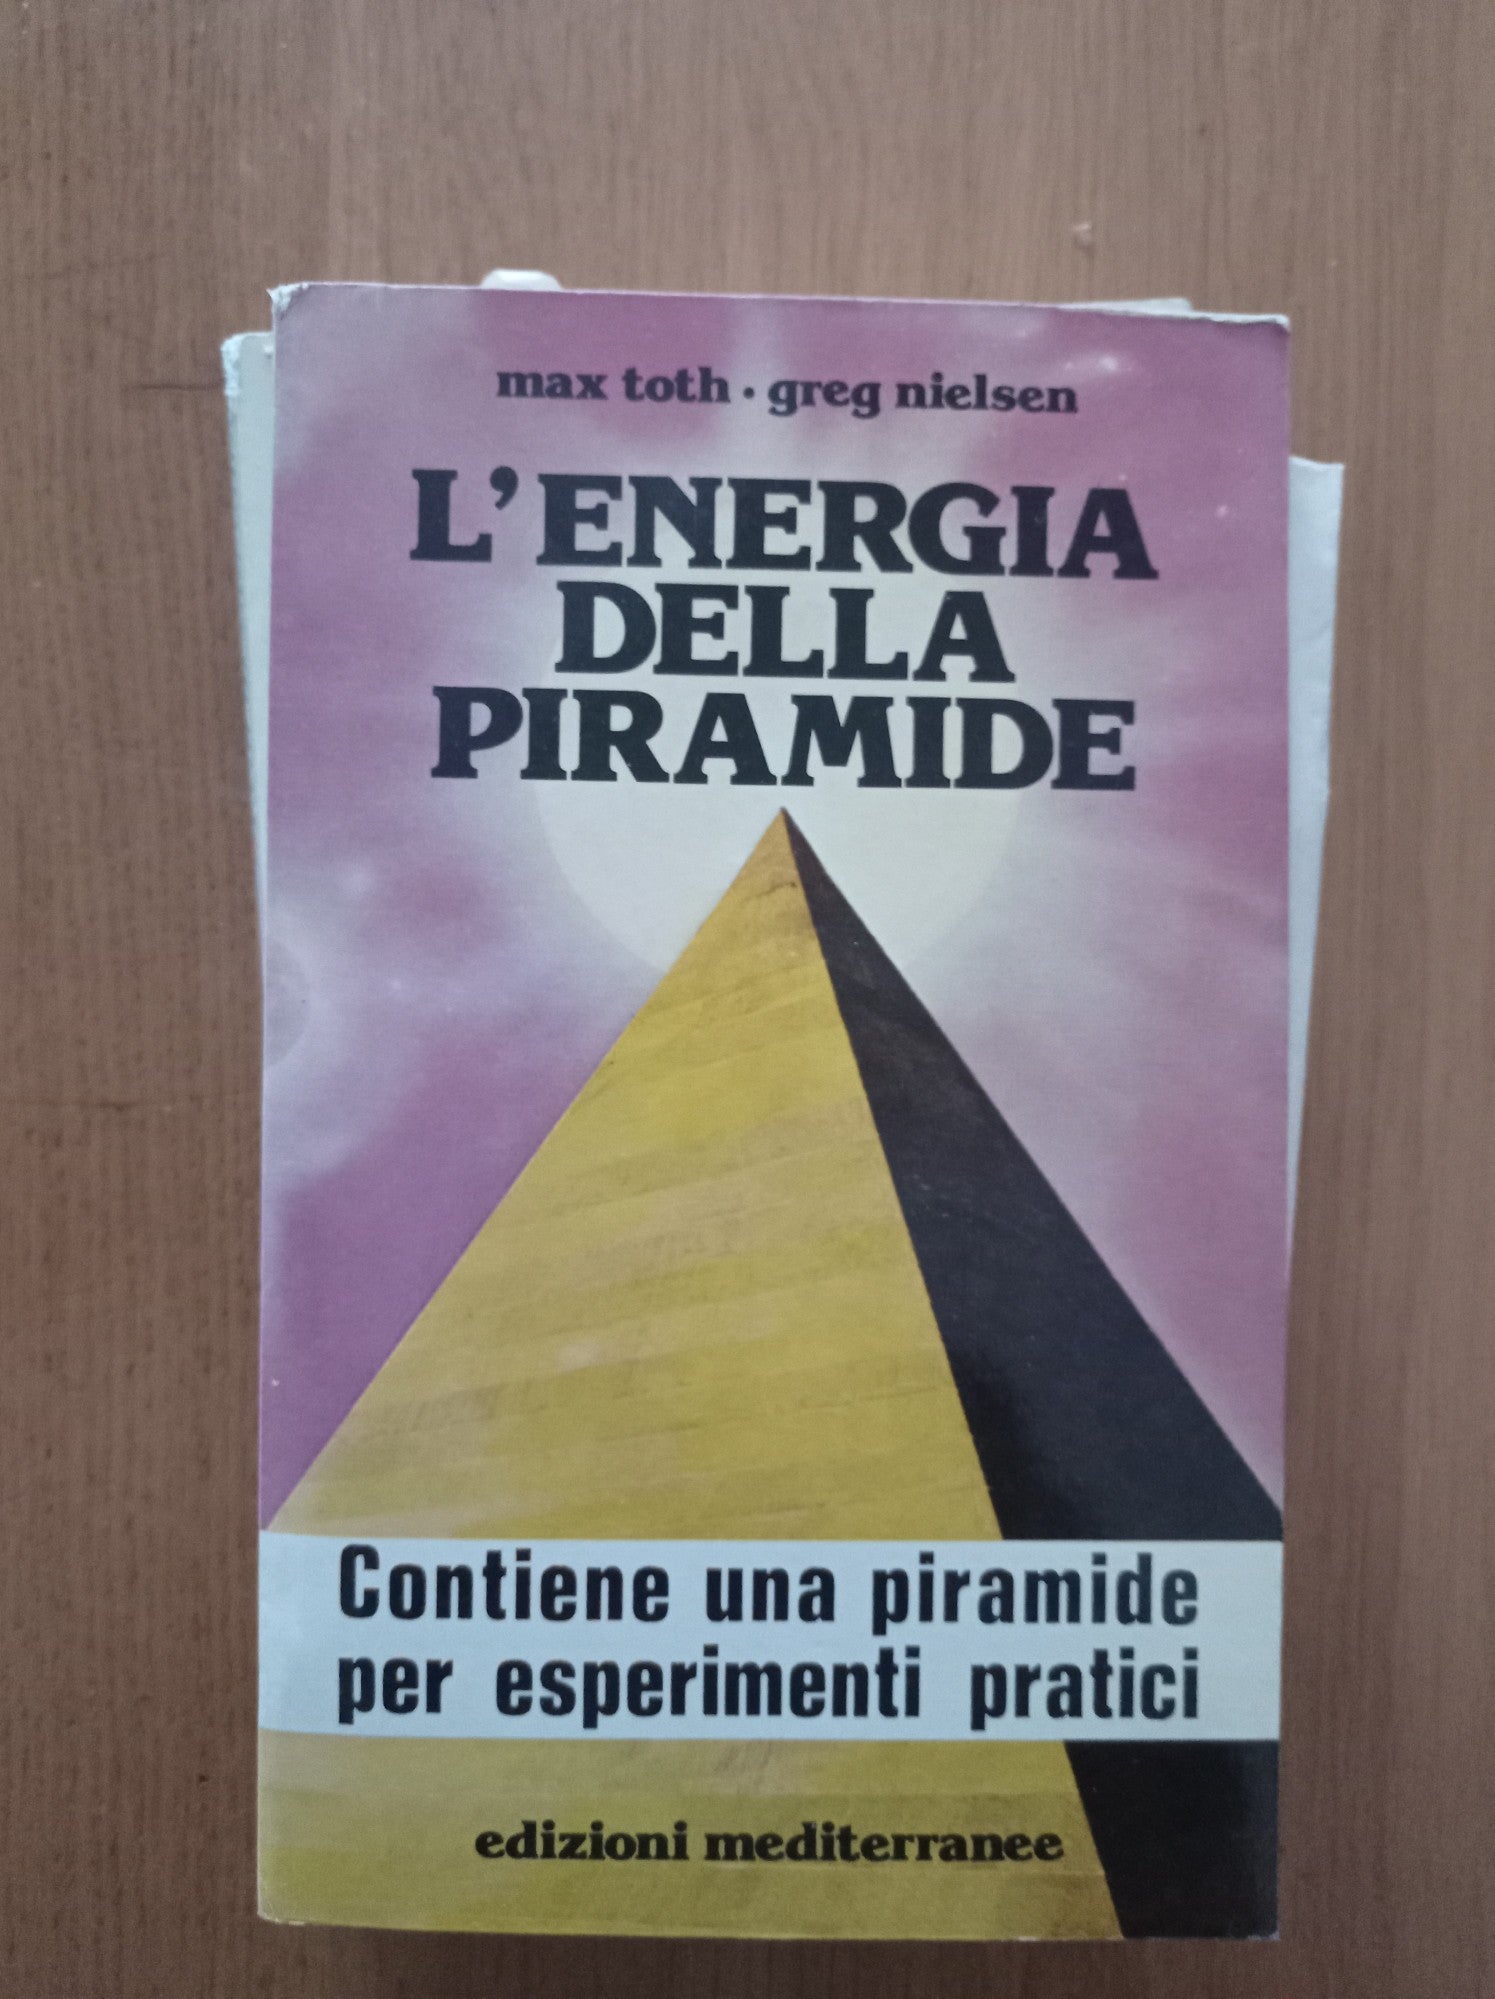 max toth • greg nielsen
L'ENERGIA
DELLA
PIRAMIDE
Contiene una piramide
per esperimenti pratici
edizioni mediterranee